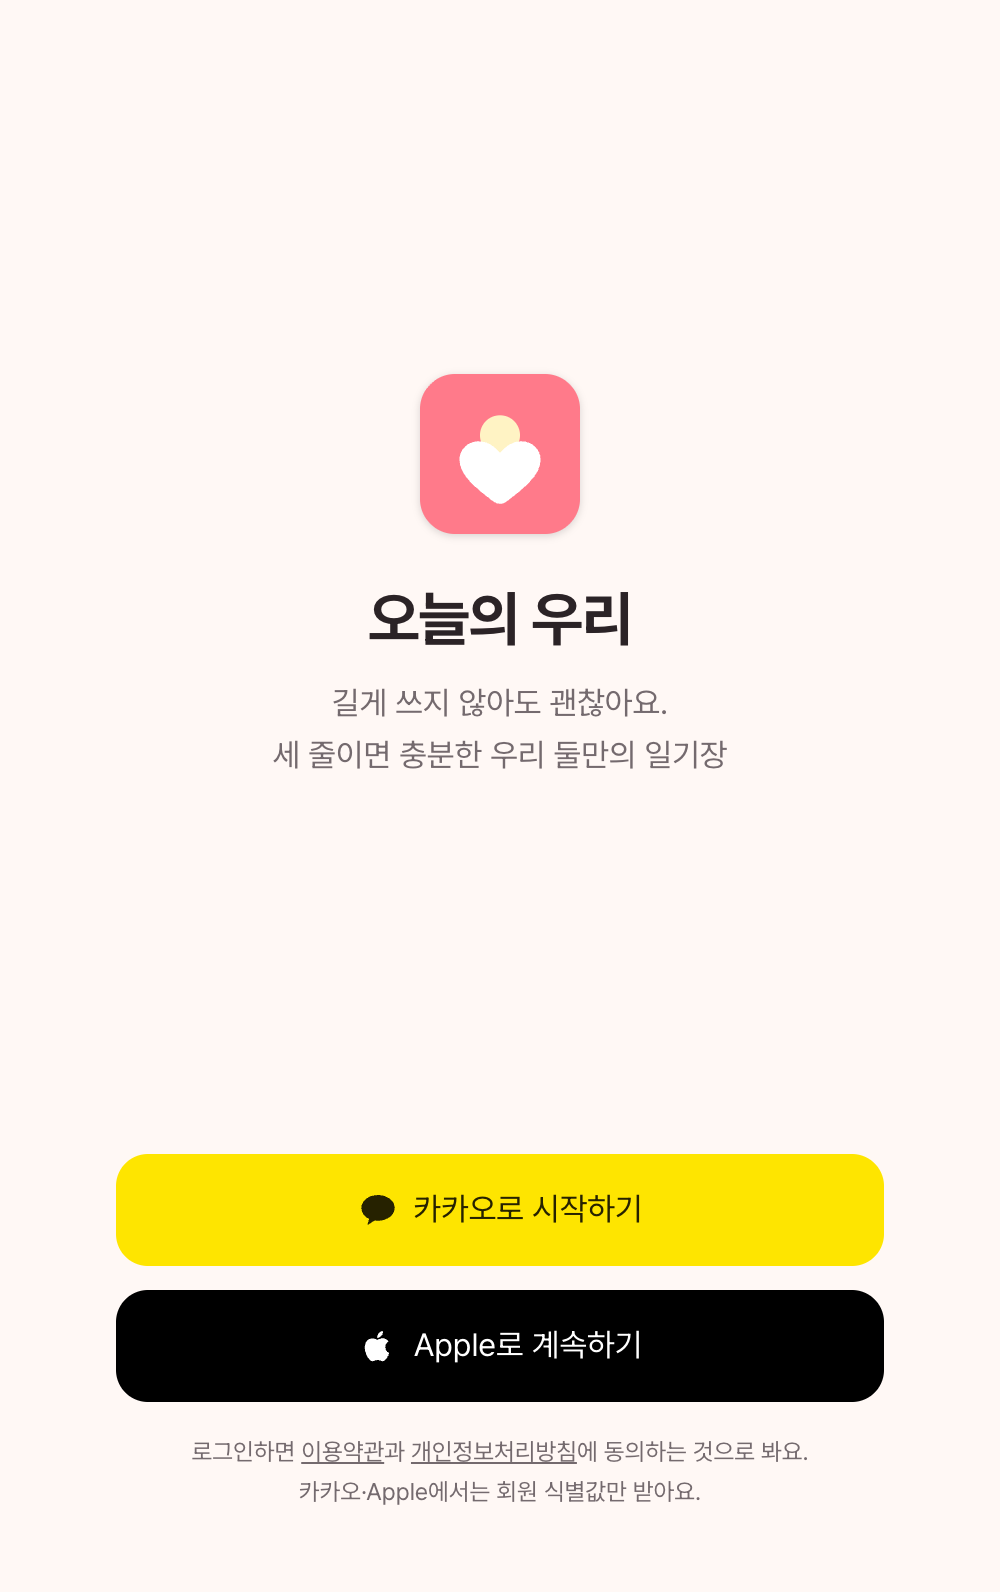 오늘의 우리
길게 쓰지 않아도 괜찮아요.
세 줄이면 충분한 우리 둘만의 일기장
카카오로 시작하기
Apple로 계속하기
로그인하면 이용약관과 개인정보처리방침에 동의하는 것으로 봐요.
카카오·Apple에서는 회원 식별값만 받아요.